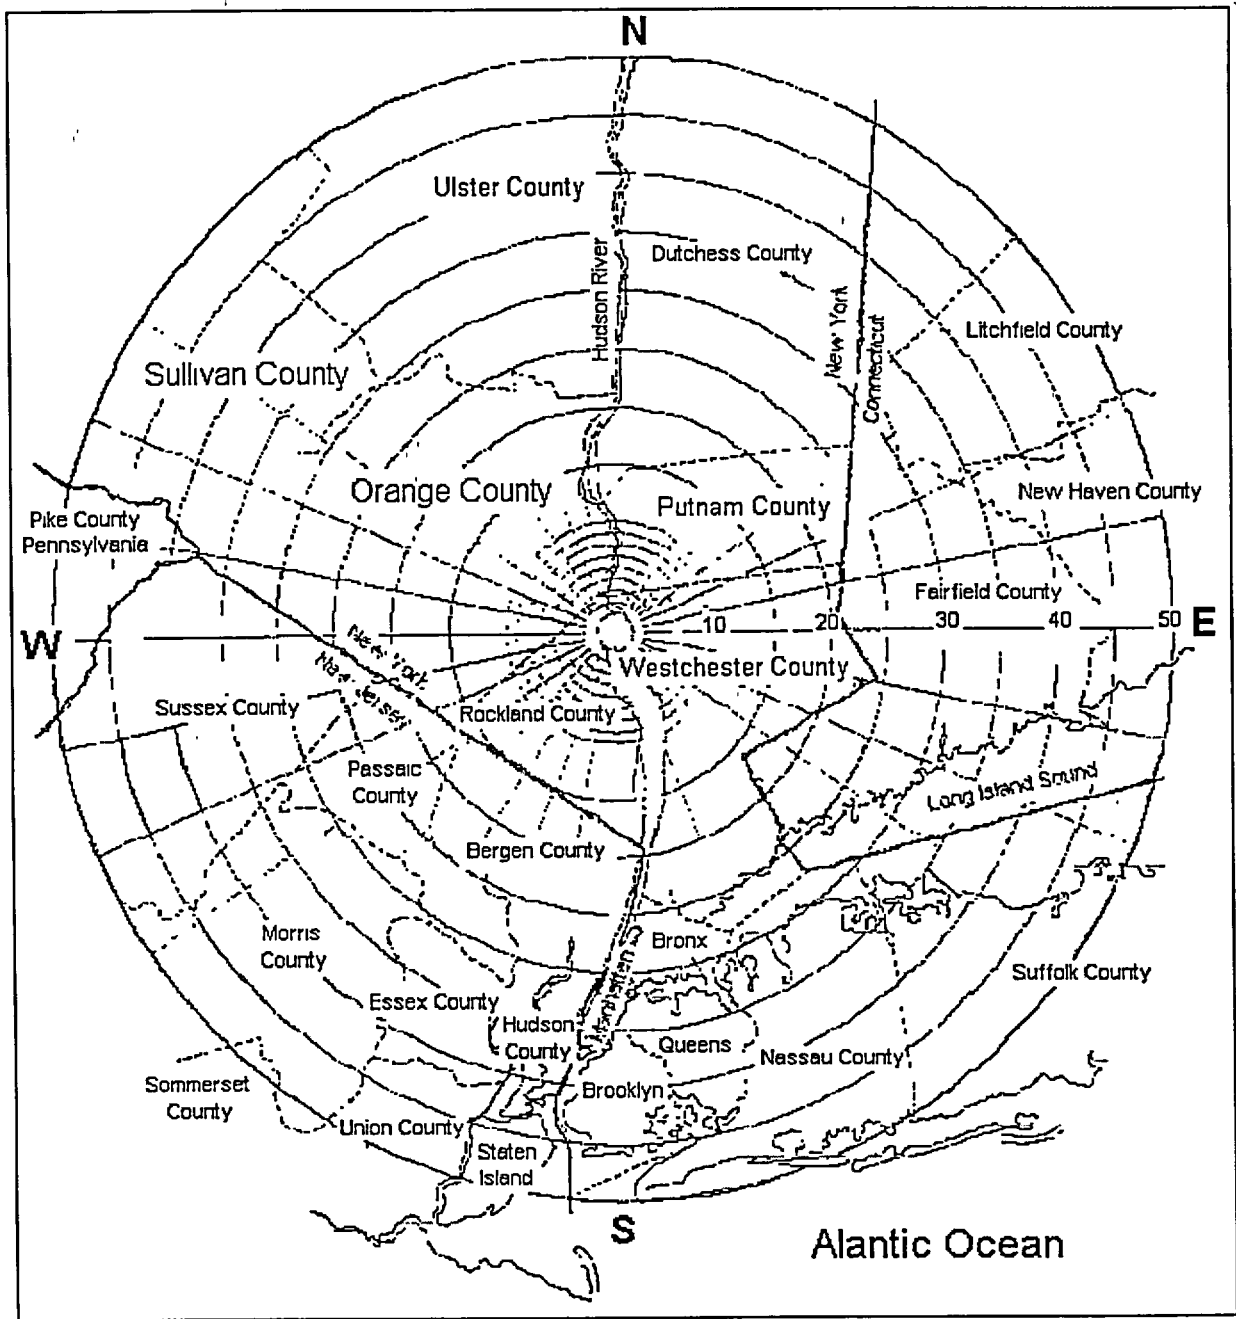 N
Ulster County
Dutchess County
Hudson River
New York
Connecticut
Litchfield County
Sullivan County
Orange County
Putnam County
New Haven County
Pike County
Pennsylvania
Fairfield County
W
10
20
30
40
50
E
New York
New Jersey
Westchester County
Sussex County
Rockland County
Passaic
County
Long Island Sound
Bergen County
Morris
County
Bronx
Manhatten
Suffolk County
Essex County
Hudson
County
Queens
Nassau County
Sommerset
County
Brooklyn
Union County
Staten
Island
S
Alantic Ocean